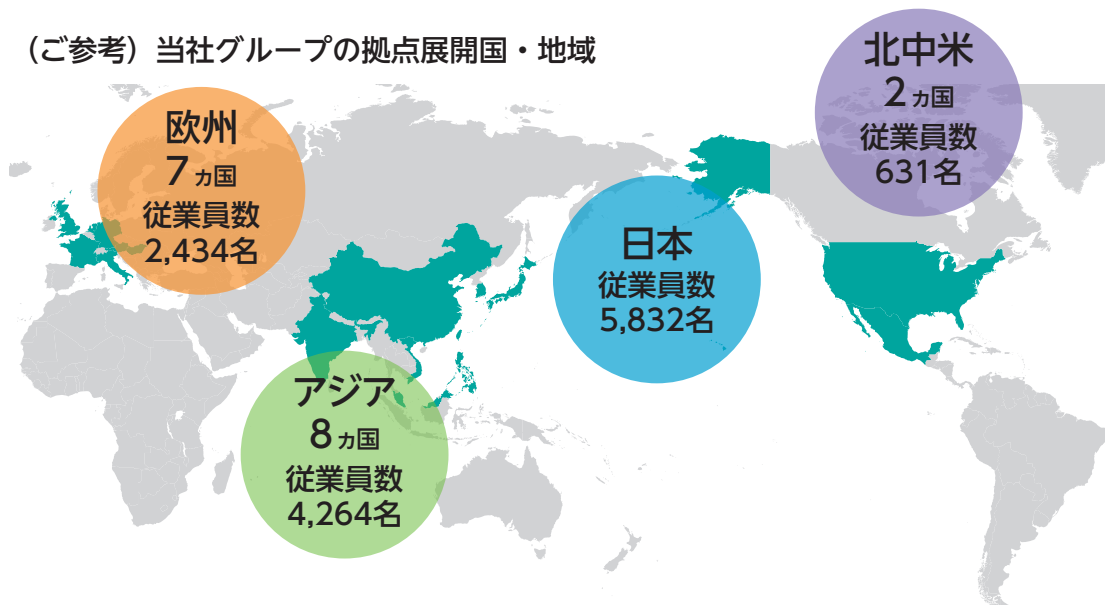 （ご参考）当社グループの拠点展開国・地域
欧州
7ヵ国
従業員数
2,434名
アジア
8ヵ国
従業員数
4,264名
日本
従業員数
5,832名
北中米
2ヵ国
従業員数
631名